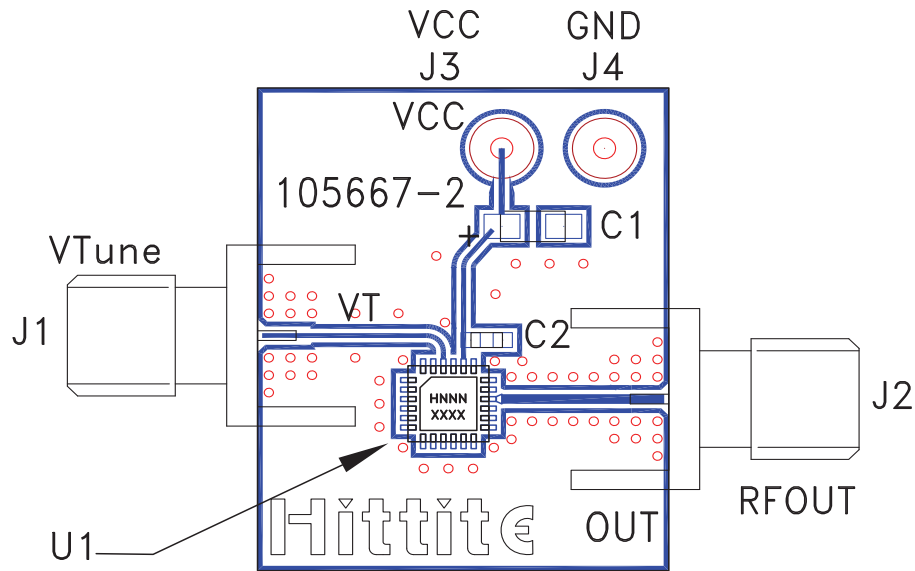 VCC GND
J3 J4
VCC
105667-2
+ C1
VTune
VT
J1
C2
HNNN
XXXX
J2
RFOUT
Hittite
OUT
U1